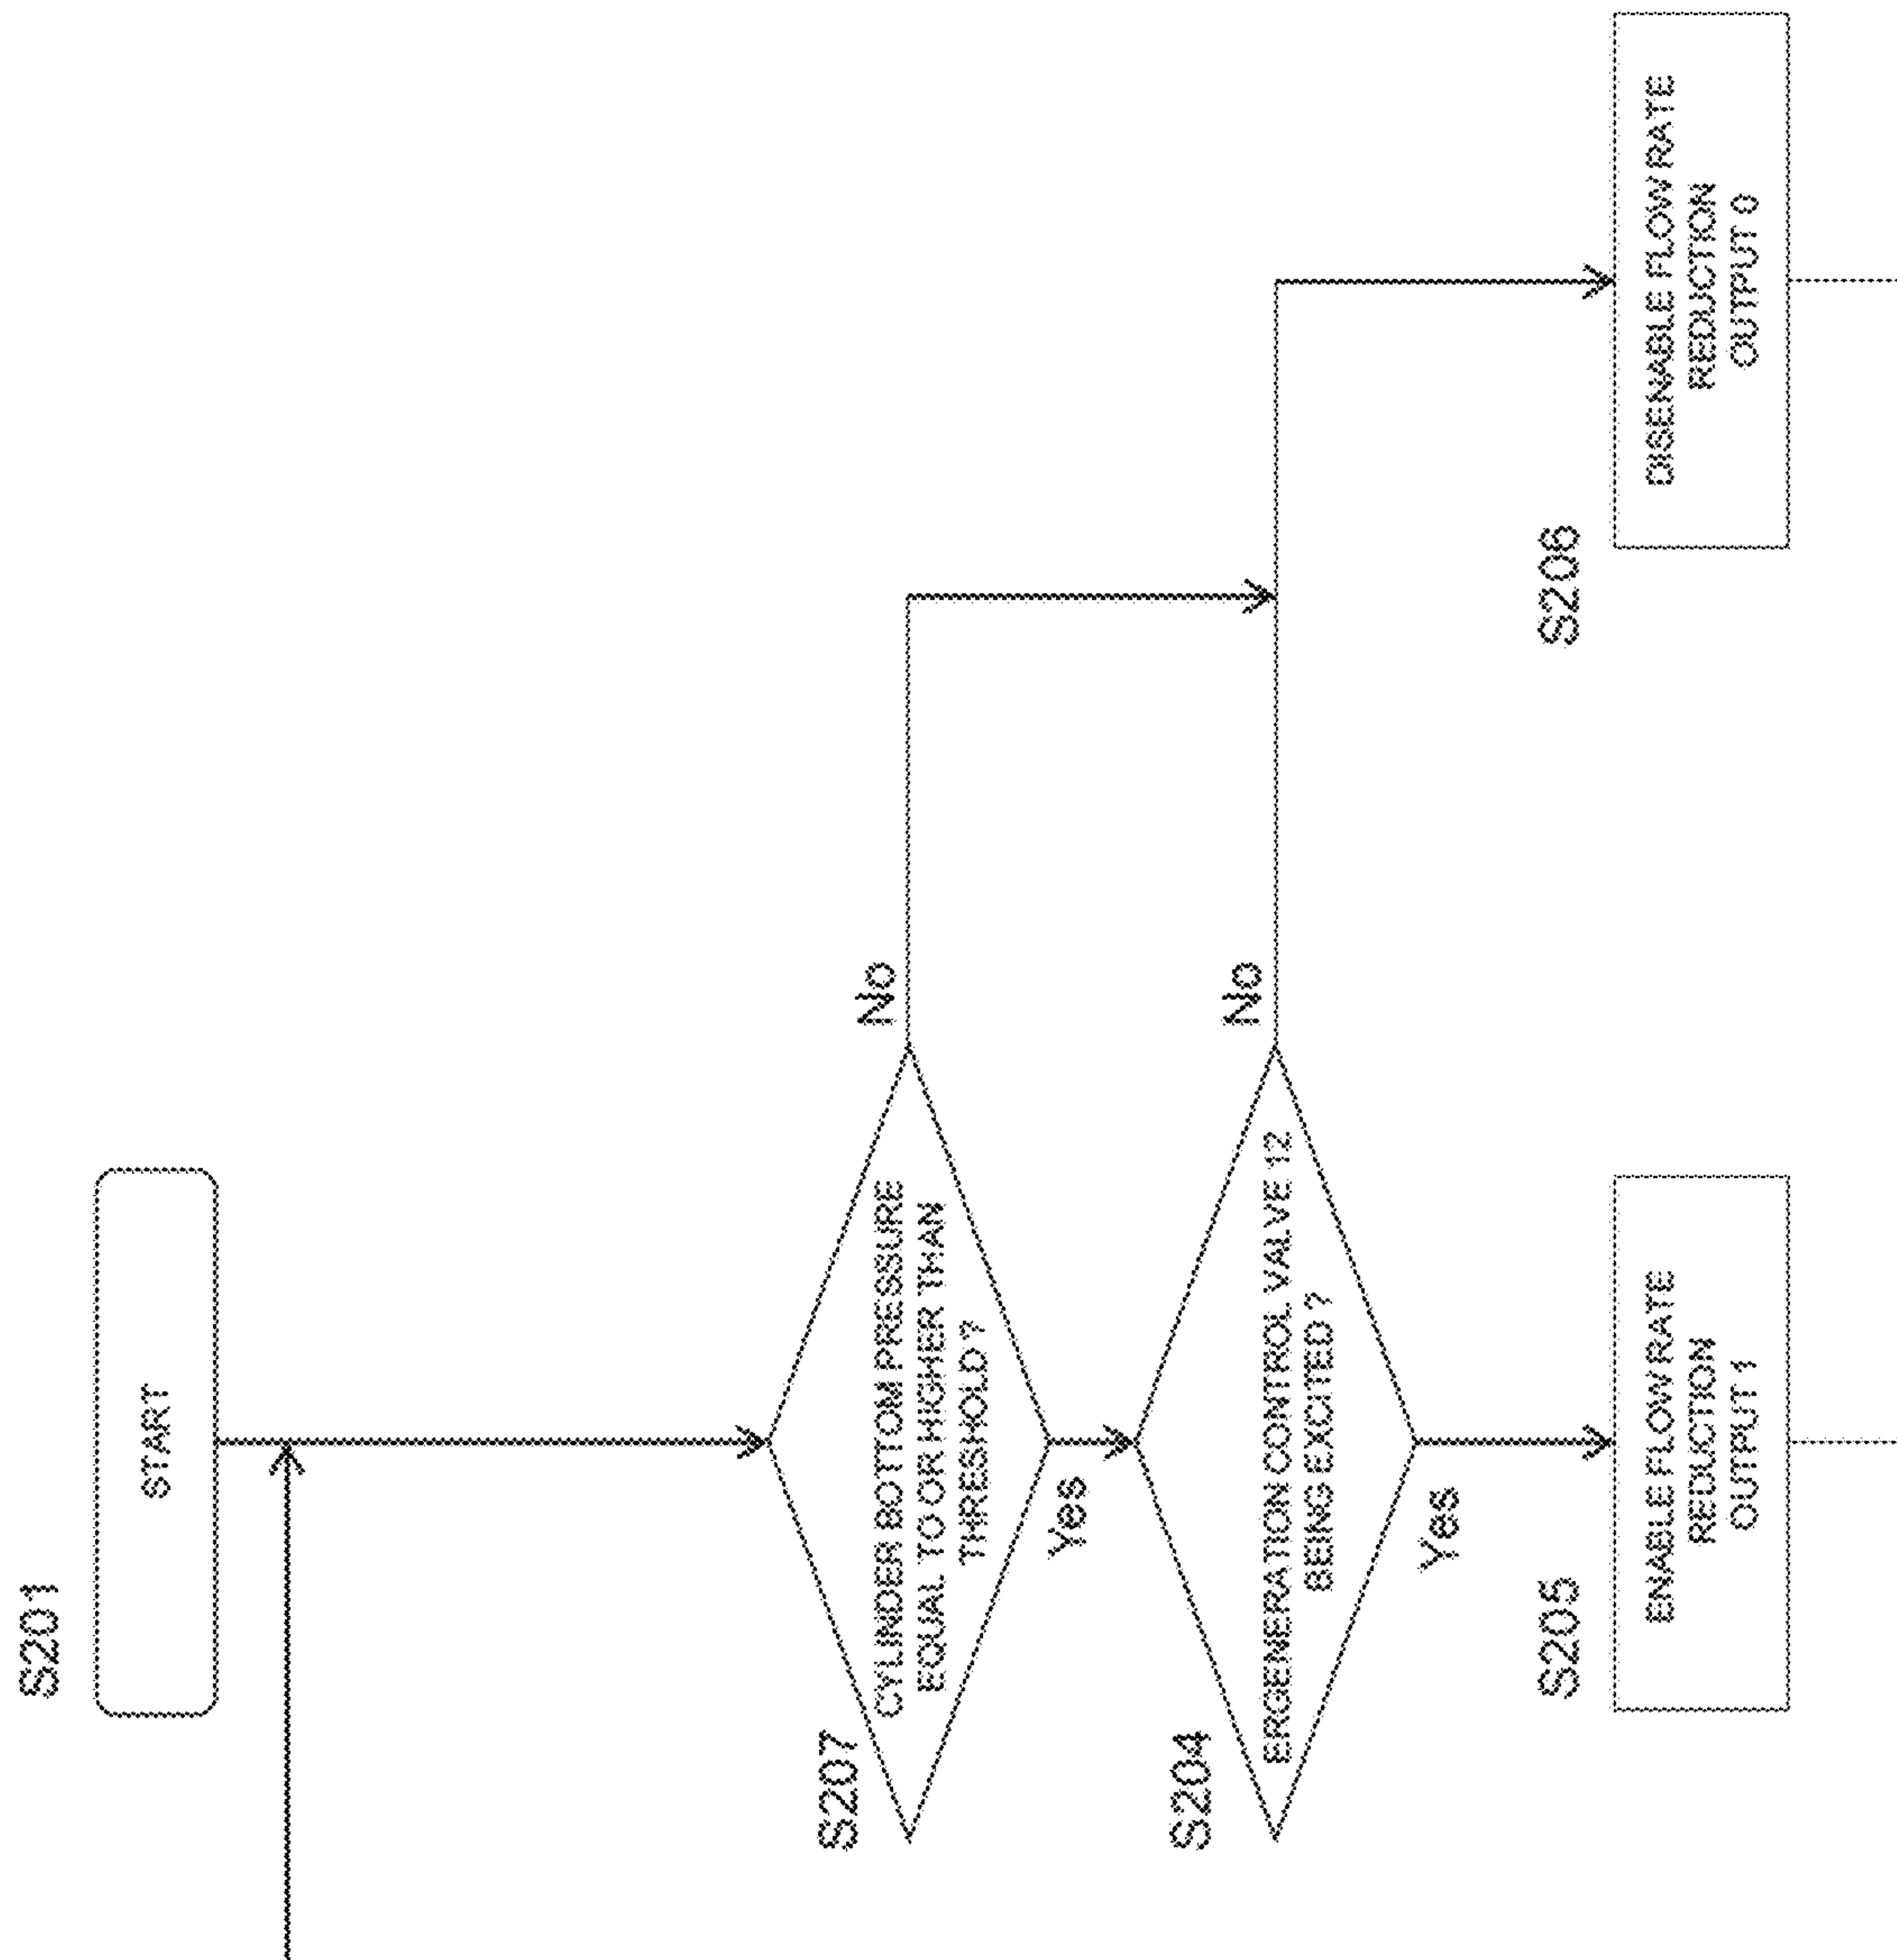 S201
START
S207
CYLINDER BOTTOM PRESSURE
EQUAL TO OR HIGHER THAN
THRESHOLD ?
No
Yes
S204
ERGENERATION CONTROL VALVE 12
BEING EXCITED ?
No
Yes
S205
ENABLE FLOW RATE
REDUCTION
OUTPUT 1
S206
DISENABLE FLOW RATE
REDUCTION
OUTPUT 0